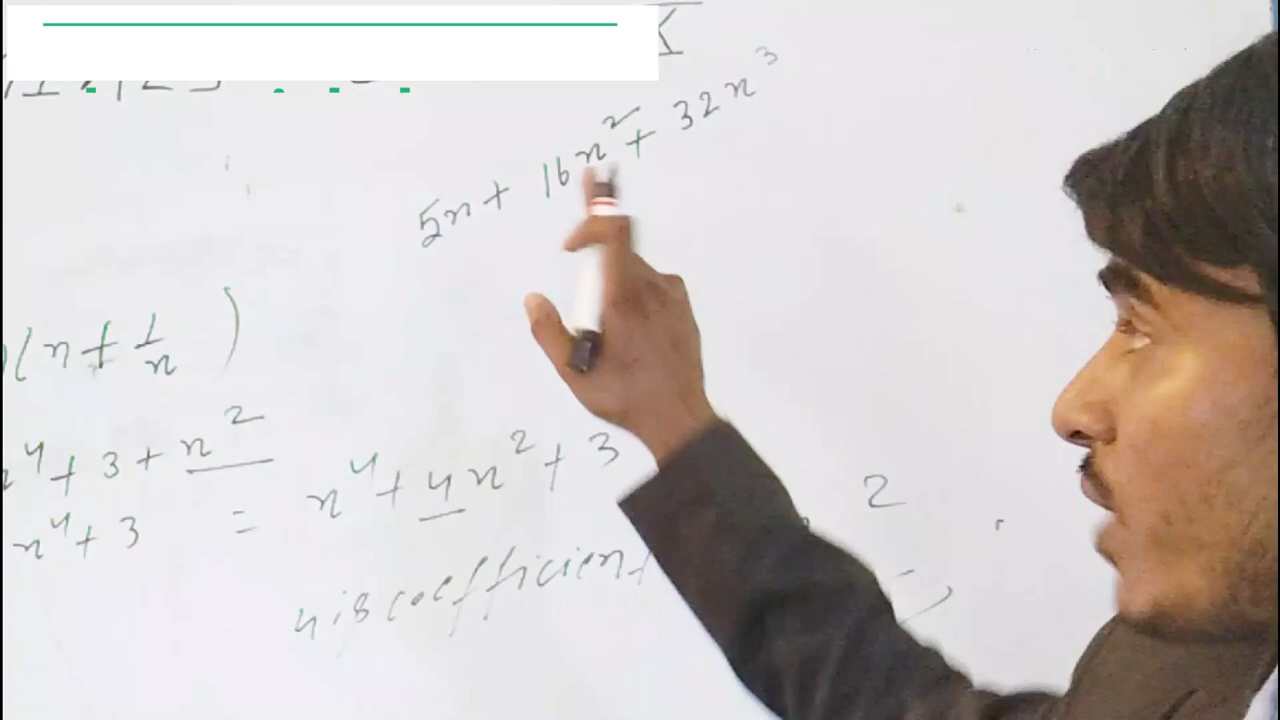 5x + 16x² + 32x³
(x + 1/x)
x⁴ + 3 + x²
x⁴ + 3 = x⁴ + 4x² + 3
4 is coefficient
2